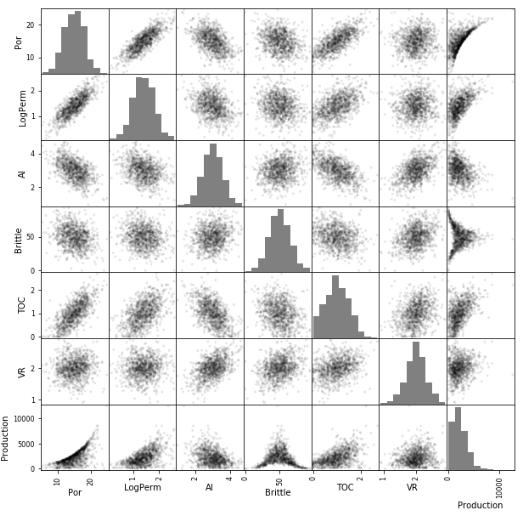 Por
20
10
LogPerm
2
1
AI
4
2
Brittle
50
0
TOC
2
1
0
VR
2
1
Production
10000
5000
0
10 20 1 2 2 4 0 50 0 2 1 2 0 10000
Por LogPerm AI Brittle TOC VR Production